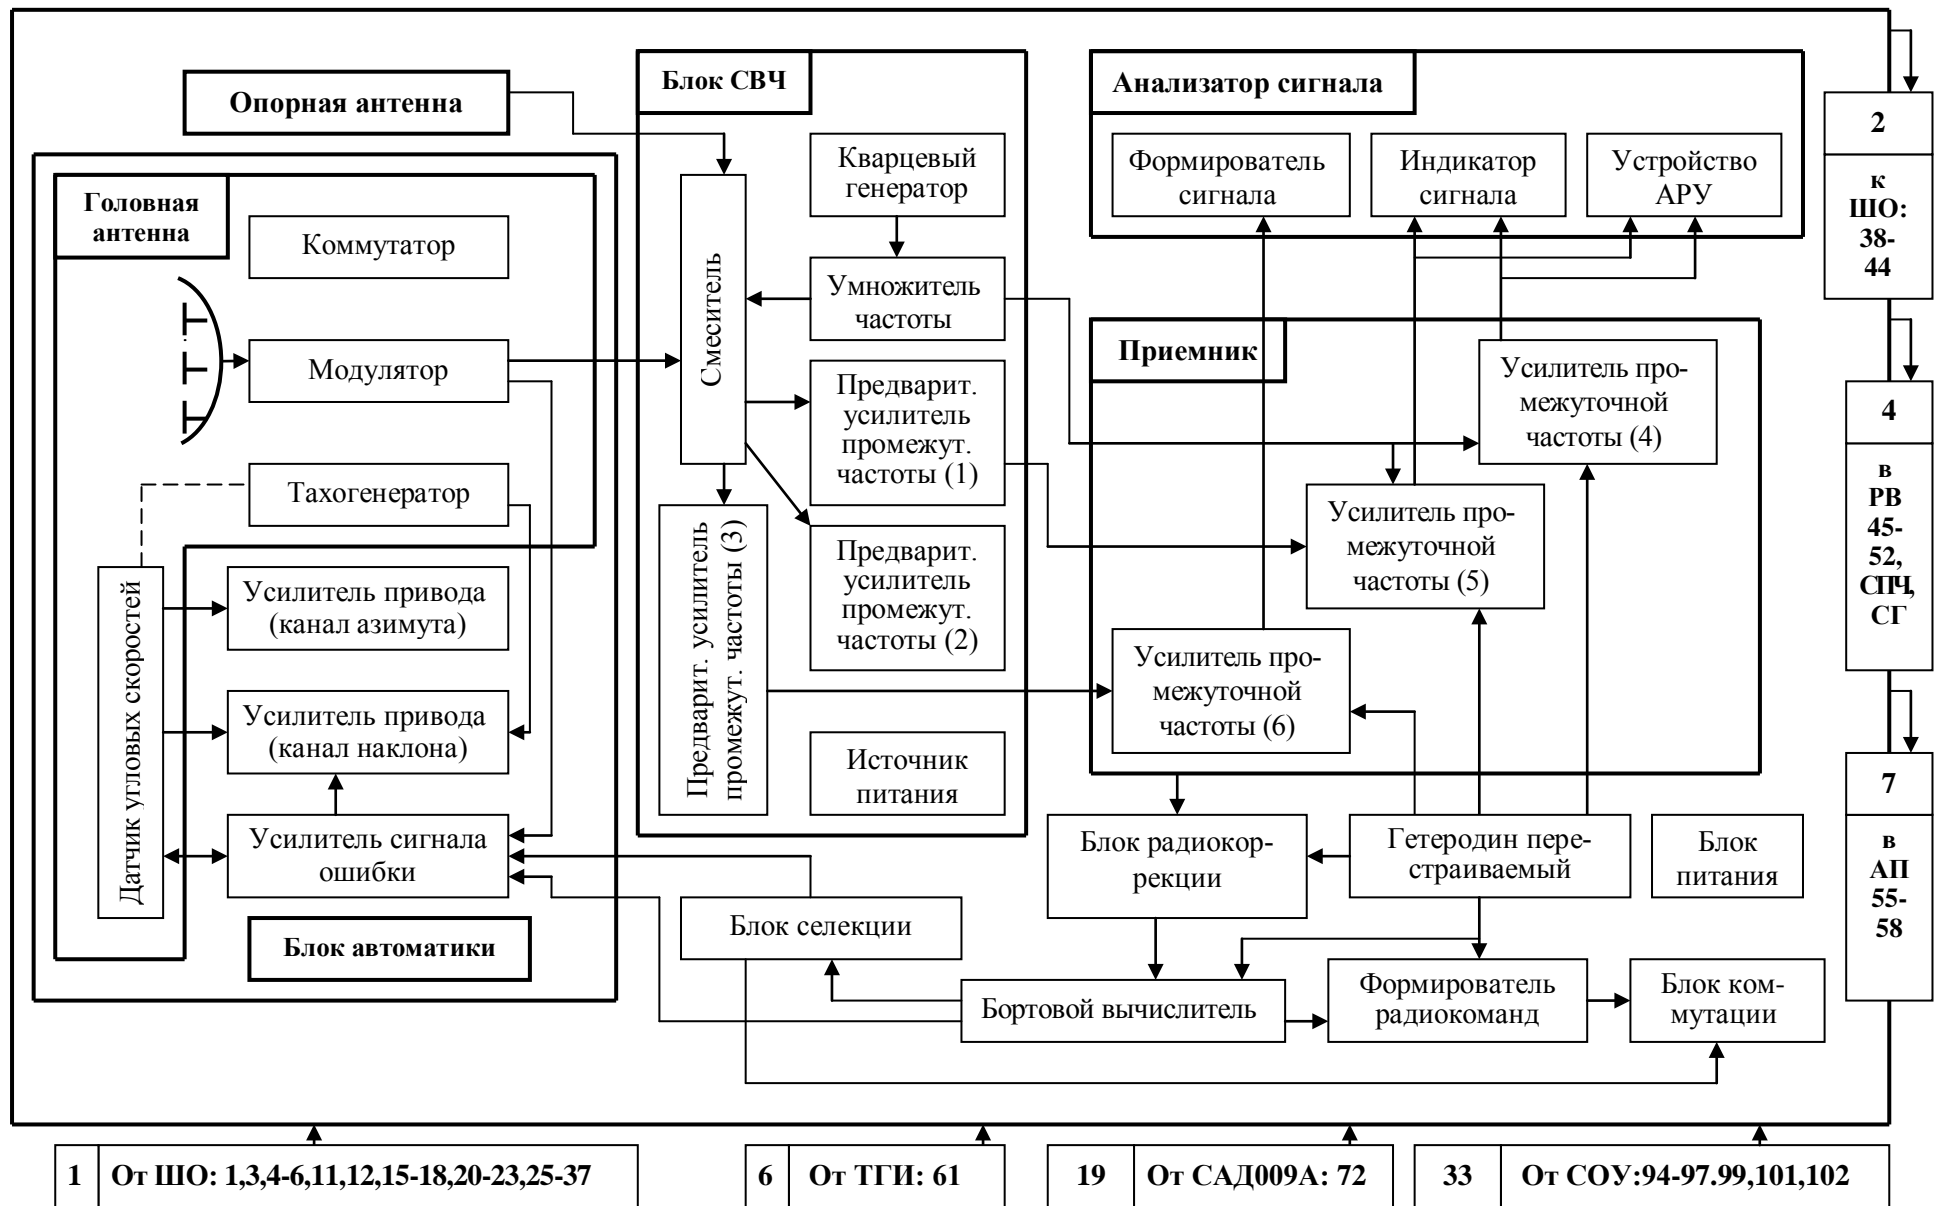 Опорная антенна
Головная
антенна
Коммутатор
Модулятор
Тахогенератор
Датчик угловых скоростей
Усилитель привода
(канал азимута)
Усилитель привода
(канал наклона)
Усилитель сигнала
ошибки
Блок автоматики
Блок СВЧ
Смеситель
Кварцевый
генератор
Умножитель
частоты
Предварит.
усилитель
промежут.
частоты (1)
Предварит.
усилитель
промежут.
частоты (2)
Предварит. усилитель
промежут. частоты (3)
Источник
питания
Анализатор сигнала
Формирователь
сигнала
Индикатор
сигнала
Устройство
АРУ
Приемник
Усилитель про-
межуточной
частоты (4)
Усилитель про-
межуточной
частоты (5)
Усилитель про-
межуточной
частоты (6)
Блок радиокор-
рекции
Гетеродин пере-
страиваемый
Блок
питания
Блок селекции
Бортовой вычислитель
Формирователь
радиокоманд
Блок ком-
мутации
2
к
ШО:
38-
44
4
в
РВ
45-
52,
СПЧ,
СГ
7
в
АП
55-
58
1 От ШО: 1,3,4-6,11,12,15-18,20-23,25-37
6 От ТГИ: 61
19 От САД009А: 72
33 От СОУ:94-97.99,101,102